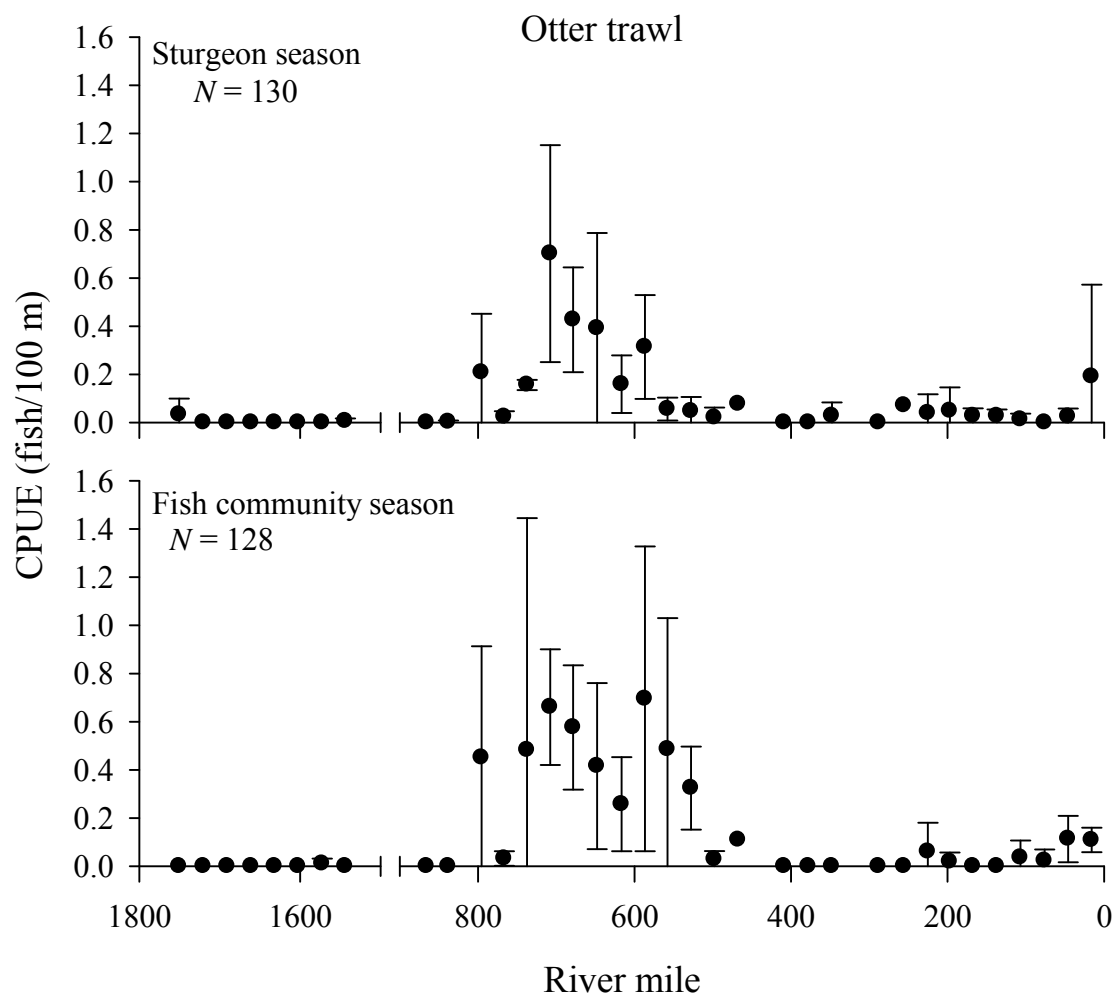 Otter trawl
CPUE (fish/100 m)
1.6
Sturgeon season
N = 130
1.4
1.2
1.0
0.8
0.6
0.4
0.2
0.0
1.6
Fish community season
N = 128
1.4
1.2
1.0
0.8
0.6
0.4
0.2
0.0
1800 1600 800 600 400 200 0
River mile